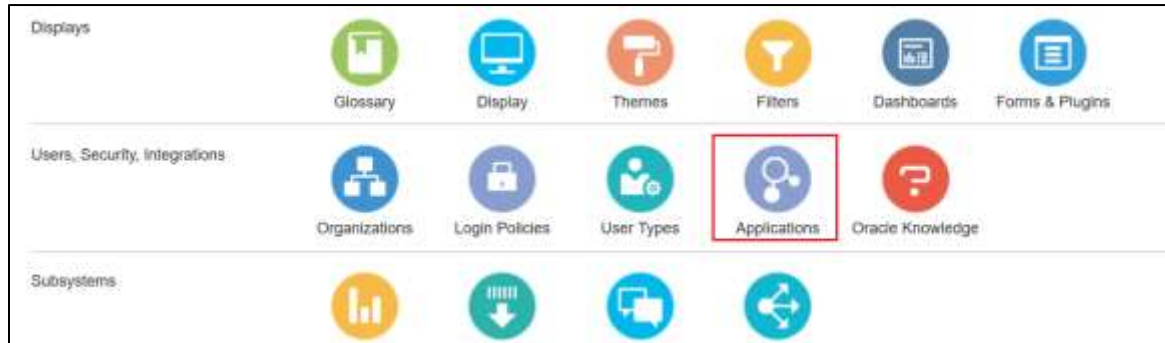 Displays
Glossary Display Themes Filters Dashboards Forms & Plugins
Users, Security, Integrations
Organizations Login Policies User Types Applications Oracle Knowledge
Subsystems